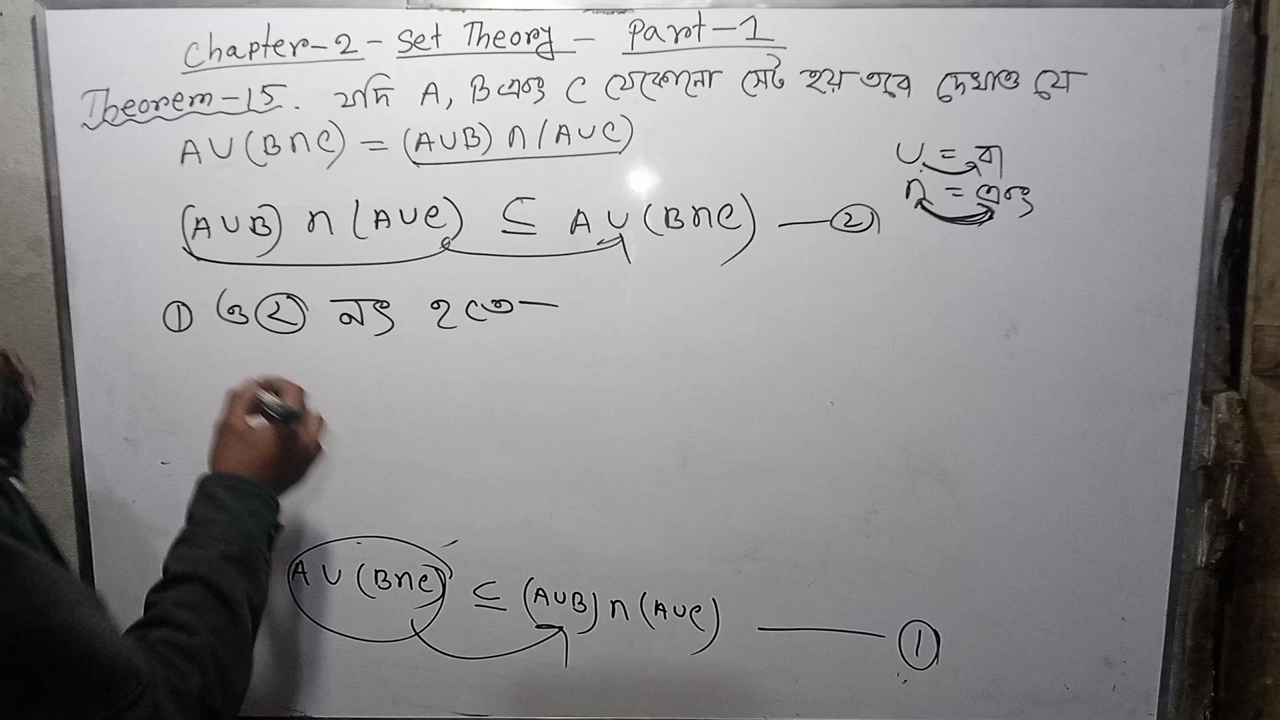 Chapter-2-Set Theory- Part-1
Theorem-15. যদি A, B এবং C যেকোনো সেট হয় তবে দেখাও যে
A∪(B∩C) = (A∪B)∩(A∪C)
∪ = বা
∩ = এবং
(A∪B) ∩ (A∪C) ⊆ A∪(B∩C) — ②
① ও ② নং হতে—
A∪(B∩C) ⊆ (A∪B)∩(A∪C) — ①